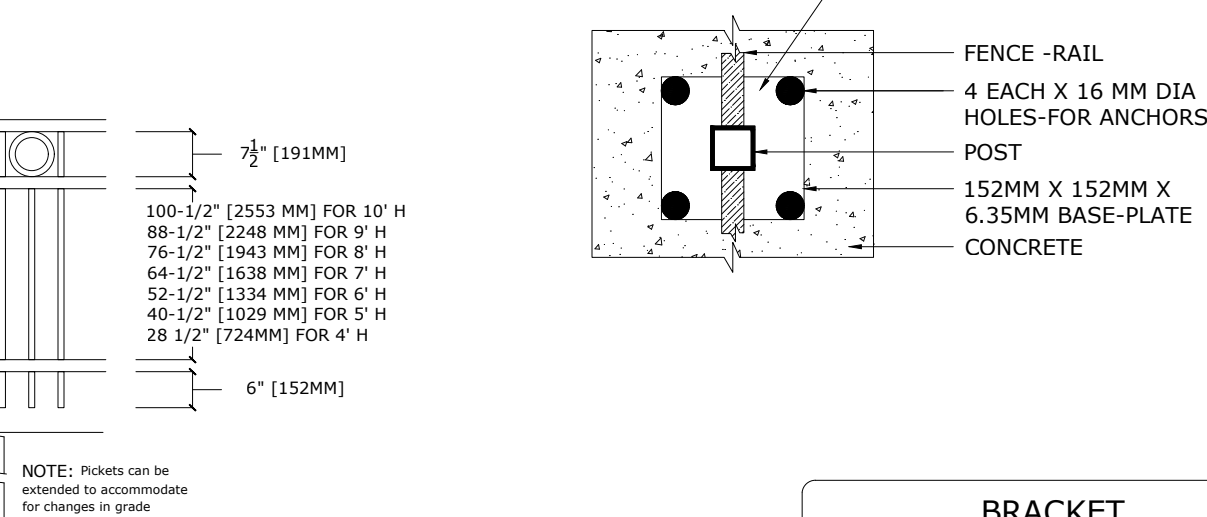 7 1/2" [191MM]
100-1/2" [2553 MM] FOR 10' H
88-1/2" [2248 MM] FOR 9' H
76-1/2" [1943 MM] FOR 8' H
64-1/2" [1638 MM] FOR 7' H
52-1/2" [1334 MM] FOR 6' H
40-1/2" [1029 MM] FOR 5' H
28 1/2" [724MM] FOR 4' H
6" [152MM]
NOTE: Pickets can be
extended to accommodate
for changes in grade
FENCE -RAIL
4 EACH X 16 MM DIA
HOLES-FOR ANCHORS
POST
152MM X 152MM X
6.35MM BASE-PLATE
CONCRETE
BRACKET